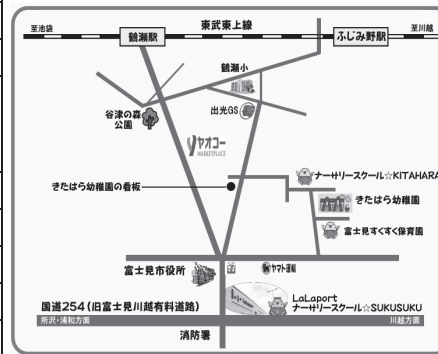 東武東上線
至池袋
鶴瀬駅
ふじみ野駅
至川越
鶴瀬小
谷津の森
公園
出光GS
ヤオコー
MARKETPLACE
ナーサリースクール☆KITAHARA
きたはら幼稚園の看板
きたはら幼稚園
富士見すくすく保育園
富士見市役所
ヤマト運輸
LaLaport
ナーサリースクール☆SUKUSUKU
国道254(旧富士見川越有料道路)
所沢・浦和方面
川越方面
消防署